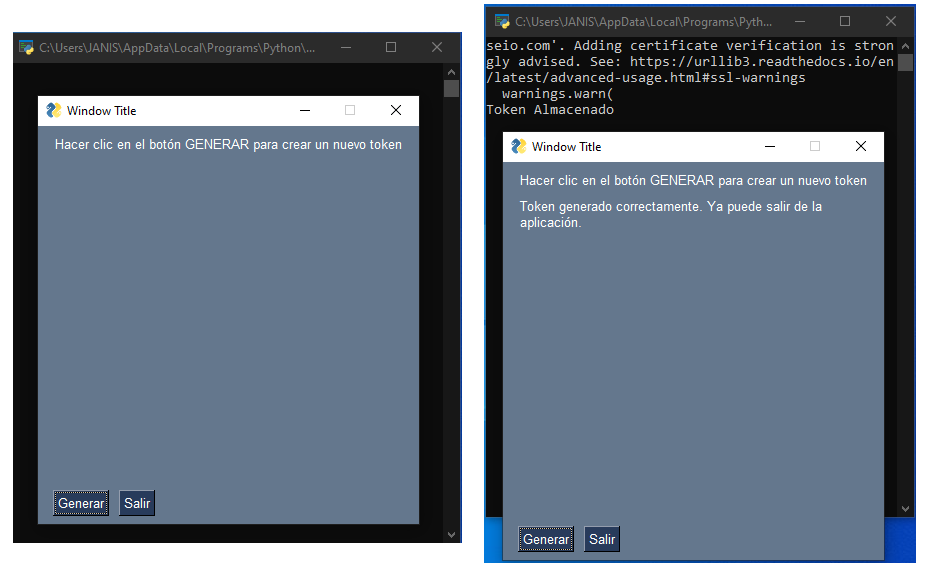 C:\Users\JANIS\AppData\Local\Programs\Python\...
Window Title
Hacer clic en el botón GENERAR para crear un nuevo token
Generar
Salir
C:\Users\JANIS\AppData\Local\Programs\Pyth...
seio.com'. Adding certificate verification is stron
gly advised. See: https://urllib3.readthedocs.io/en
/latest/advanced-usage.html#ssl-warnings
warnings.warn(
Token Almacenado
Window Title
Hacer clic en el botón GENERAR para crear un nuevo token
Token generado correctamente. Ya puede salir de la
aplicación.
Generar
Salir